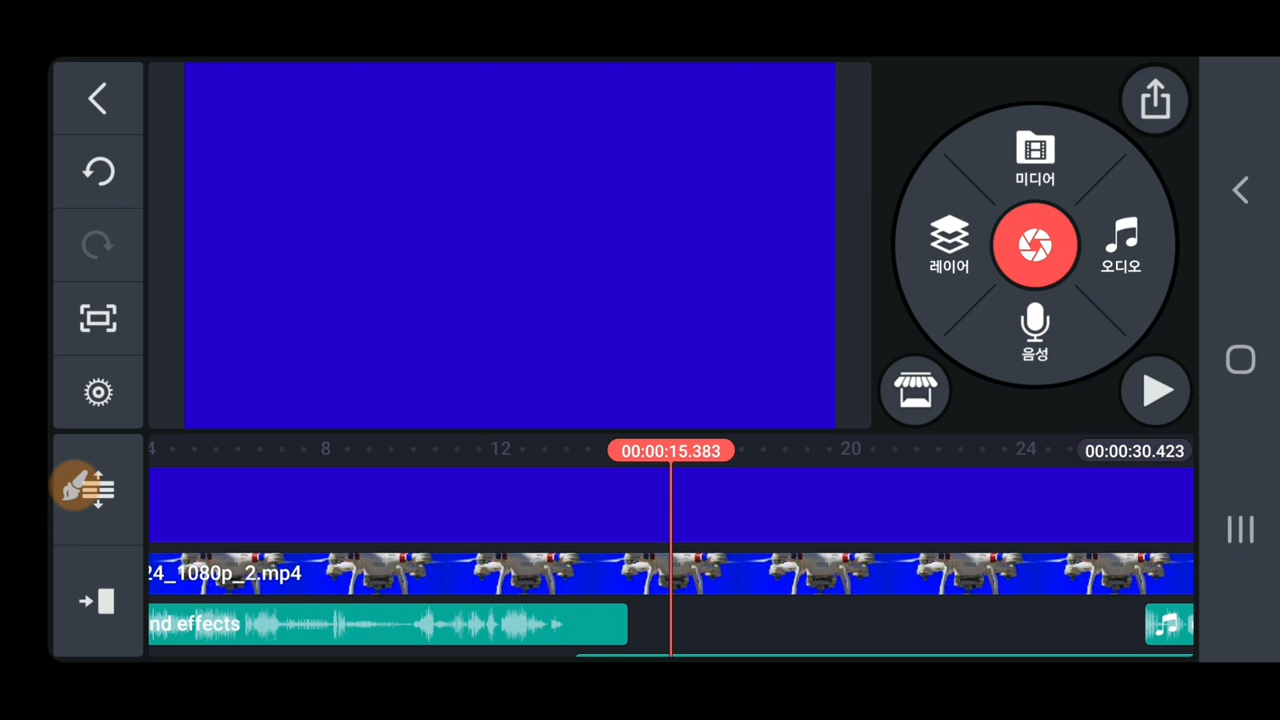 미디어
레이어
오디오
음성
4 8 12 00:00:15.383 20 24 00:00:30.423
24_1080p_2.mp4
nd effects